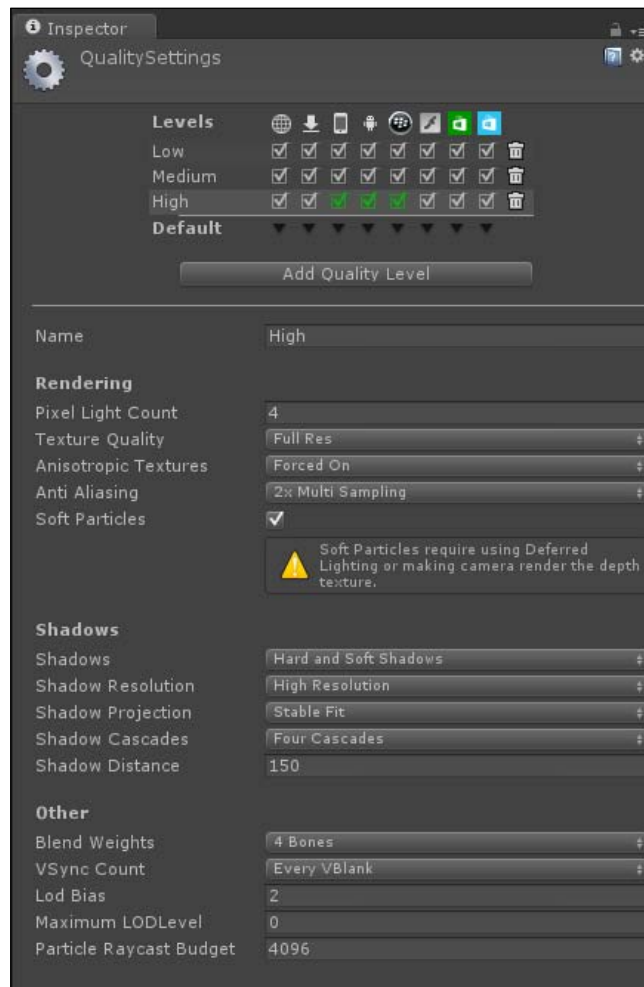 Inspector
QualitySettings
Levels
Low
Medium
High
Default
Add Quality Level
Name High
Rendering
Pixel Light Count 4
Texture Quality Full Res
Anisotropic Textures Forced On
Anti Aliasing 2x Multi Sampling
Soft Particles
Soft Particles require using Deferred
Lighting or making camera render the depth
texture.
Shadows
Shadows Hard and Soft Shadows
Shadow Resolution High Resolution
Shadow Projection Stable Fit
Shadow Cascades Four Cascades
Shadow Distance 150
Other
Blend Weights 4 Bones
VSync Count Every VBlank
Lod Bias 2
Maximum LODLevel 0
Particle Raycast Budget 4096